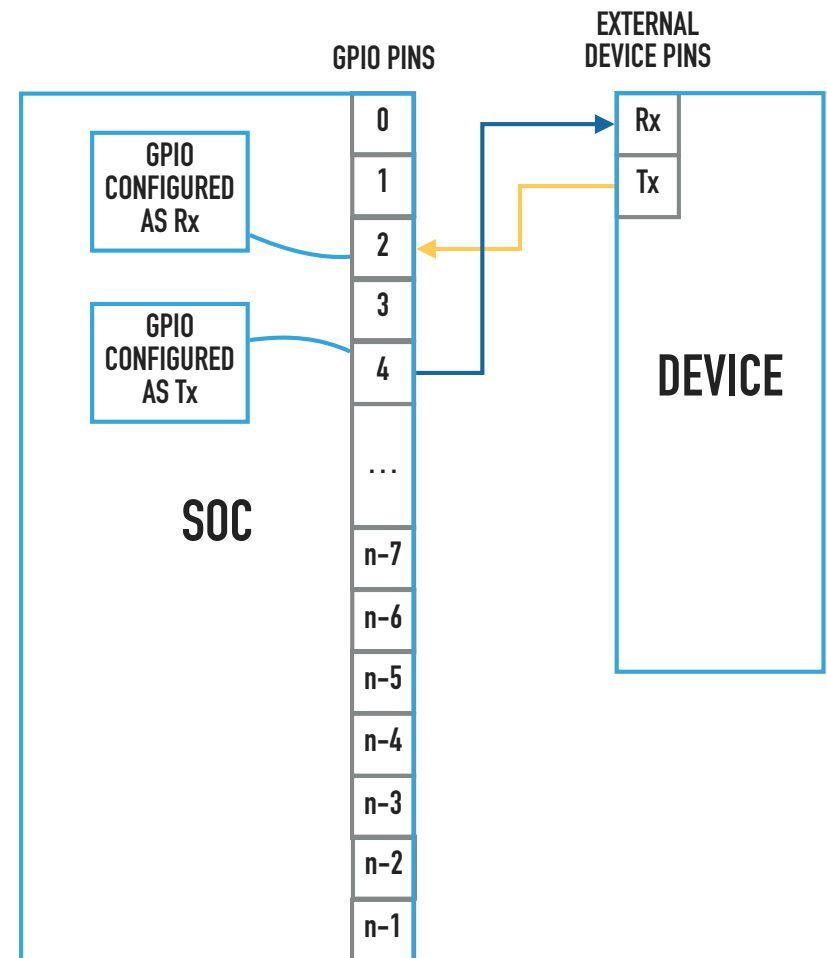 GPIO PINS
EXTERNAL
DEVICE PINS
GPIO
CONFIGURED
AS Rx
GPIO
CONFIGURED
AS Tx
SOC
0
1
2
3
4
...
n-7
n-6
n-5
n-4
n-3
n-2
n-1
Rx
Tx
DEVICE